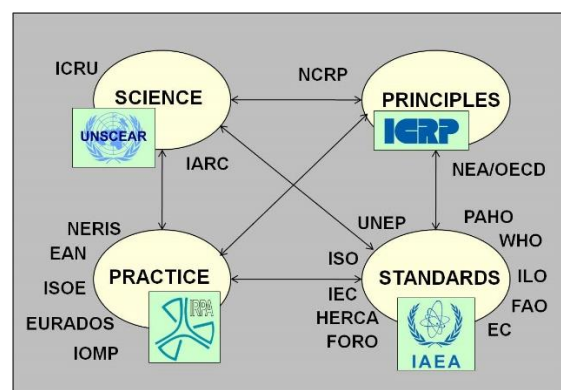 ICRU
NCRP
SCIENCE
PRINCIPLES
UNSCEAR
ICRP
IARC
NEA/OECD
UNEP
PAHO
NERIS
WHO
EAN
ISO
PRACTICE
STANDARDS
ILO
ISOE
IEC
IRPA
FAO
EURADOS
HERCA
EC
IOMP
FORO
IAEA